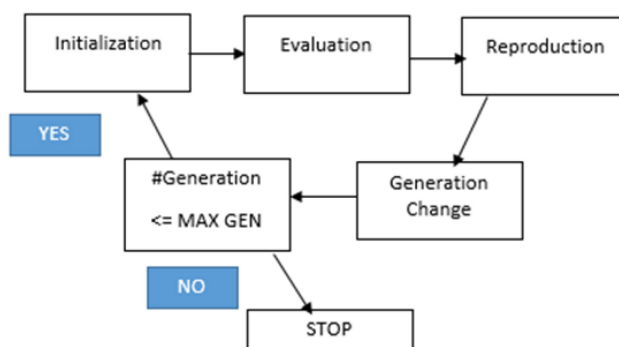 Initialization
Evaluation
Reproduction
YES
#Generation
<= MAX GEN
Generation
Change
NO
STOP